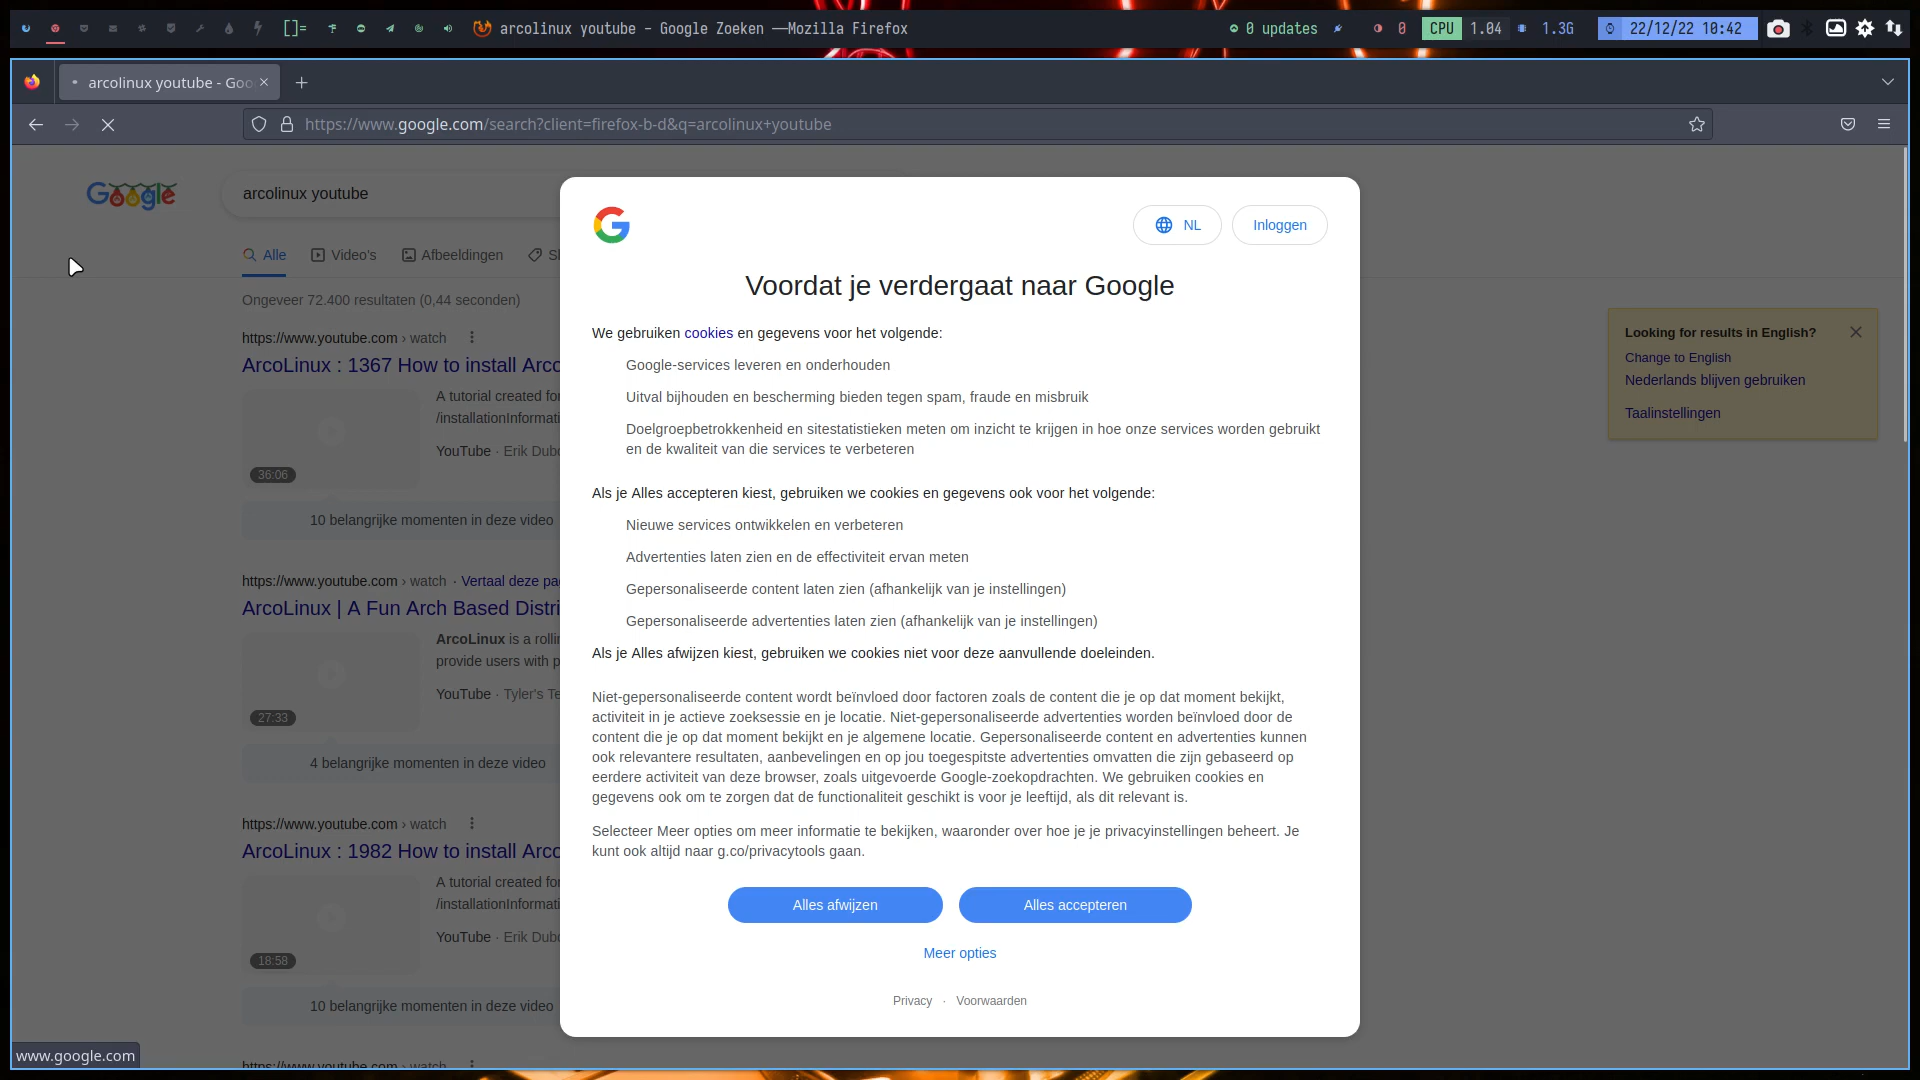 []= arcolinux youtube - Google Zoeken —Mozilla Firefox 0 updates 0 CPU 1.04 1.3G 22/12/22 10:42
arcolinux youtube - Goo
https://www.google.com/search?client=firefox-b-d&q=arcolinux+youtube
Google
arcolinux youtube
Alle Video's Afbeeldingen
Ongeveer 72.400 resultaten (0,44 seconden)
https://www.youtube.com › watch
ArcoLinux : 1367 How to install Arco
A tutorial created for
/installationInformati
YouTube · Erik Dubo
36:06
10 belangrijke momenten in deze video
https://www.youtube.com › watch · Vertaal deze pa
ArcoLinux | A Fun Arch Based Distri
ArcoLinux is a rollin
provide users with p
YouTube · Tyler's Te
27:33
4 belangrijke momenten in deze video
https://www.youtube.com › watch
ArcoLinux : 1982 How to install Arco
A tutorial created for
/installationInformati
YouTube · Erik Dubo
18:58
10 belangrijke momenten in deze video
https://www.youtube.com › watch
www.google.com
NL
Inloggen
Voordat je verdergaat naar Google
We gebruiken cookies en gegevens voor het volgende:
Google-services leveren en onderhouden
Uitval bijhouden en bescherming bieden tegen spam, fraude en misbruik
Doelgroepbetrokkenheid en sitestatistieken meten om inzicht te krijgen in hoe onze services worden gebruikt
en de kwaliteit van die services te verbeteren
Als je Alles accepteren kiest, gebruiken we cookies en gegevens ook voor het volgende:
Nieuwe services ontwikkelen en verbeteren
Advertenties laten zien en de effectiviteit ervan meten
Gepersonaliseerde content laten zien (afhankelijk van je instellingen)
Gepersonaliseerde advertenties laten zien (afhankelijk van je instellingen)
Als je Alles afwijzen kiest, gebruiken we cookies niet voor deze aanvullende doeleinden.
Niet-gepersonaliseerde content wordt beïnvloed door factoren zoals de content die je op dat moment bekijkt,
activiteit in je actieve zoeksessie en je locatie. Niet-gepersonaliseerde advertenties worden beïnvloed door de
content die je op dat moment bekijkt en je algemene locatie. Gepersonaliseerde content en advertenties kunnen
ook relevantere resultaten, aanbevelingen en op jou toegespitste advertenties omvatten die zijn gebaseerd op
eerdere activiteit van deze browser, zoals uitgevoerde Google-zoekopdrachten. We gebruiken cookies en
gegevens ook om te zorgen dat de functionaliteit geschikt is voor je leeftijd, als dit relevant is.
Selecteer Meer opties om meer informatie te bekijken, waaronder over hoe je je privacyinstellingen beheert. Je
kunt ook altijd naar g.co/privacytools gaan.
Alles afwijzen
Alles accepteren
Meer opties
Privacy · Voorwaarden
Looking for results in English?
Change to English
Nederlands blijven gebruiken
Taalinstellingen